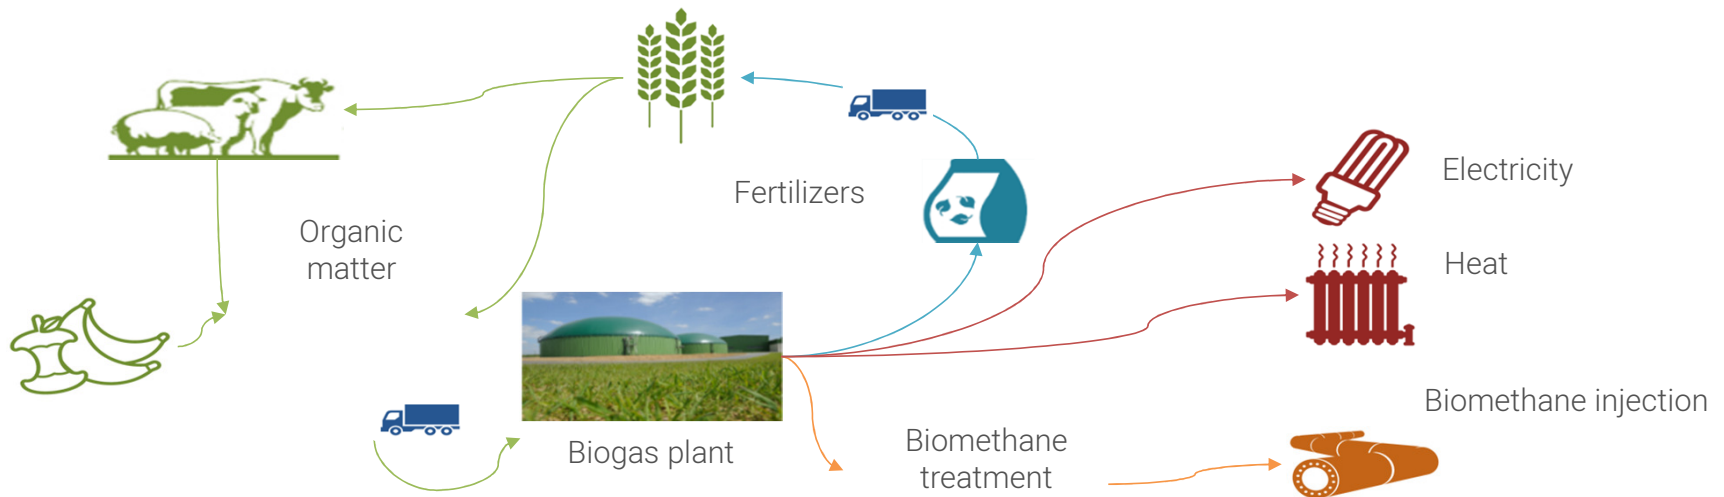 Fertilizers
Electricity
Organic
matter
Heat
Biomethane injection
Biogas plant
Biomethane
treatment